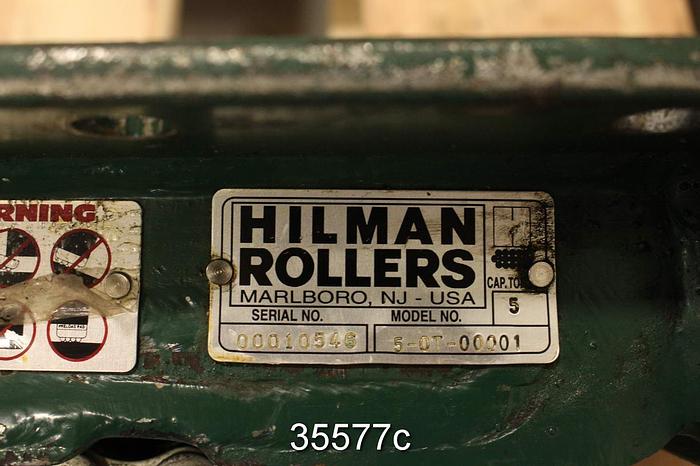 RNING
HILMAN
ROLLERS
MARLBORO, NJ - USA
CAP. TO
5
SERIAL NO.
MODEL NO.
00010546
5-OT-00001
35577c